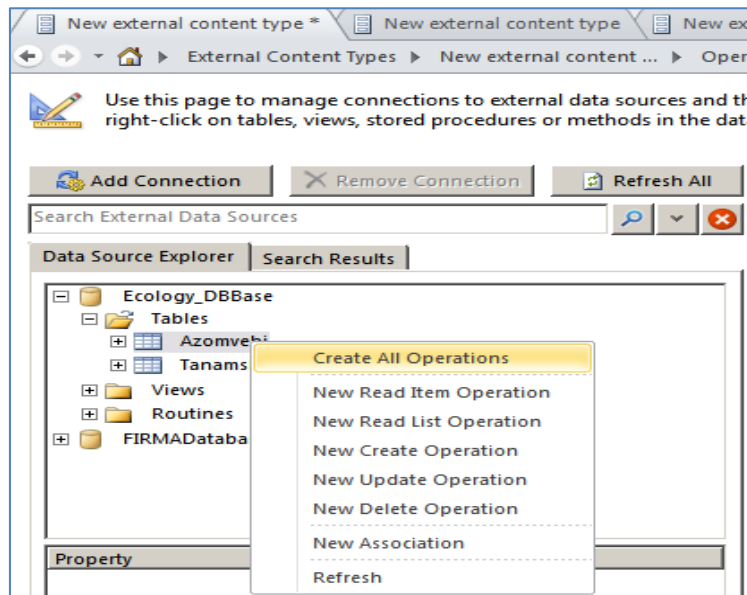 New external content type * New external content type New ex
External Content Types New external content ... Oper
Use this page to manage connections to external data sources and th
right-click on tables, views, stored procedures or methods in the dat
Add Connection Remove Connection Refresh All
Search External Data Sources
Data Source Explorer Search Results
Ecology_DBBase
Tables
Azomvebi
Tanams
Views
Routines
FIRMADataba
Create All Operations
New Read Item Operation
New Read List Operation
New Create Operation
New Update Operation
New Delete Operation
New Association
Refresh
Property